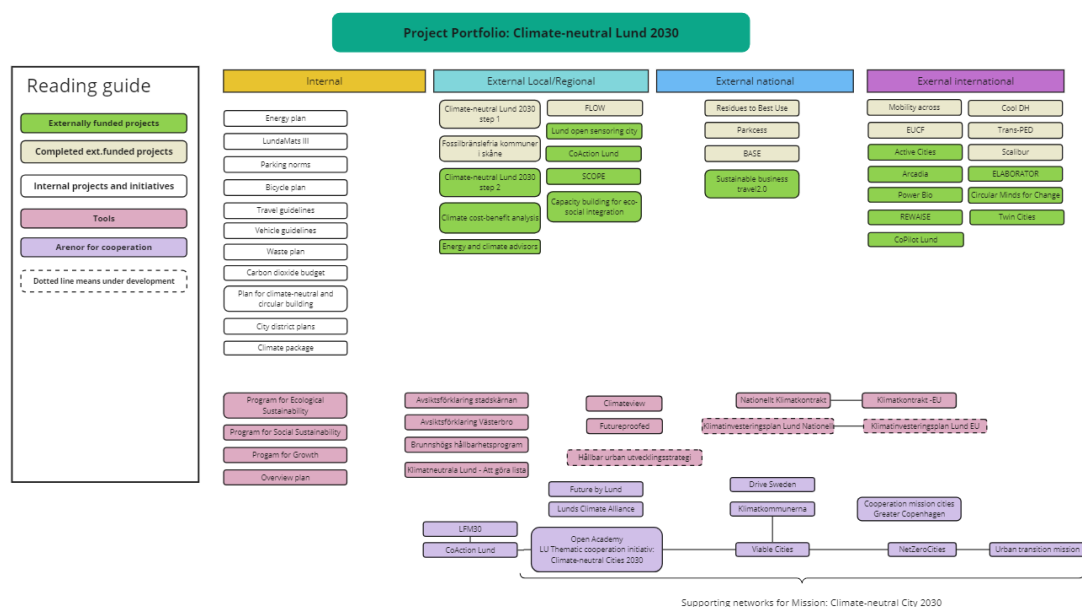 Project Portfolio: Climate-neutral Lund 2030
Reading guide
Externally funded projects
Completed ext.funded projects
Internal projects and initiatives
Tools
Arenor for cooperation
Dotted line means under development
Internal
Energy plan
LundaMats III
Parking norms
Bicycle plan
Travel guidelines
Vehicle guidelines
Waste plan
Carbon dioxide budget
Plan for climate-neutral and
circular building
City district plans
Climate package
External Local/Regional
Climate-neutral Lund 2030
step 1
Fossilbränslefria kommuner
i skåne
Climate-neutral Lund 2030
step 2
Climate cost-benefit analysis
Energy and climate advisors
FLOW
Lund open sensoring city
CoAction Lund
SCOPE
Capacity building for eco-
social integration
External national
Residues to Best Use
Parkcess
BASE
Sustainable business
travel2.0
Exernal international
Mobility across
EUCF
Active Cities
Arcadia
Power Bio
REWAISE
CoPilot Lund
Cool DH
Trans-PED
Scalibur
ELABORATOR
Circular Minds for Change
Twin Cities
Program for Ecological
Sustainability
Program for Social Sustainability
Progam for Growth
Overview plan
Avsiktsförklaring stadskärnan
Avsiktsförklaring Västerbro
Brunnshögs hållbarhetsprogram
Klimatneutrala Lund - Att göra lista
Climateview
Futureproofed
Hållbar urban utvecklingsstrategi
Nationellt Klimatkontrakt
Klimatkontrakt -EU
Klimatinvesteringsplan Lund Nationell
Klimatinvesteringsplan Lund EU
Future by Lund
Lunds Climate Alliance
Drive Sweden
Klimatkommunerna
Cooperation mission cities
Greater Copenhagen
LFM30
CoAction Lund
Open Academy
LU Thematic cooperation initiativ:
Climate-neutral Cities 2030
Viable Cities
NetZeroCities
Urban transition mission
Supporting networks for Mission: Climate-neutral City 2030